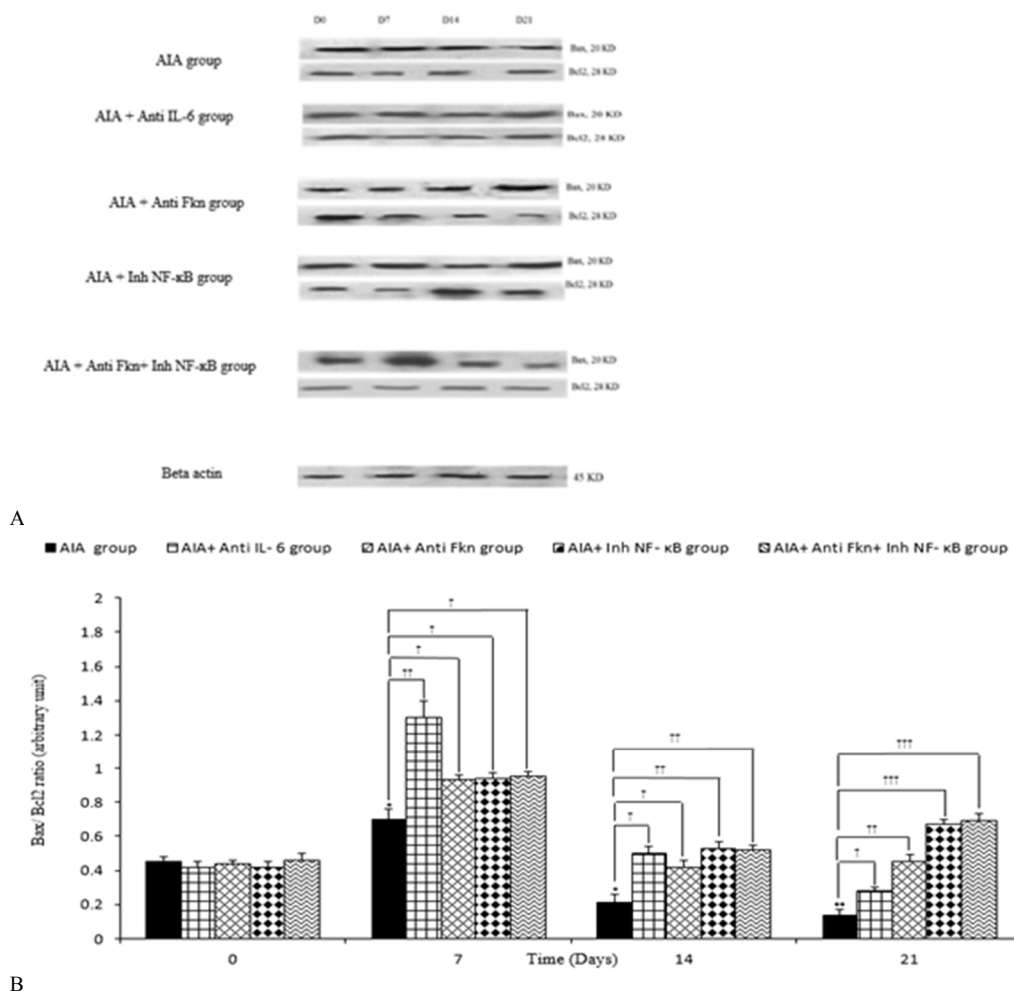 D0 D7 D14 D21
AIA group
Bax, 20 KD
Bcl2, 28 KD
AIA + Anti IL-6 group
Bax, 20 KD
Bcl2, 28 KD
AIA + Anti Fkn group
Bax, 20 KD
Bcl2, 28 KD
AIA + Inh NF-κB group
Bax, 20 KD
Bcl2, 28 KD
AIA + Anti Fkn+ Inh NF-κB group
Bax, 20 KD
Bcl2, 28 KD
Beta actin
45 KD
A
AIA group AIA+ Anti IL- 6 group AIA+ Anti Fkn group AIA+ Inh NF- κB group AIA+ Anti Fkn+ Inh NF- κB group
Bax/ Bcl2 ratio (arbitrary unit)
2
1.8
1.6
1.4
1.2
1
0.8
0.6
0.4
0.2
0
†
†
†
††
*
††
††
†
†
*
†††
†††
††
†
**
0 7 14 21
Time (Days)
B